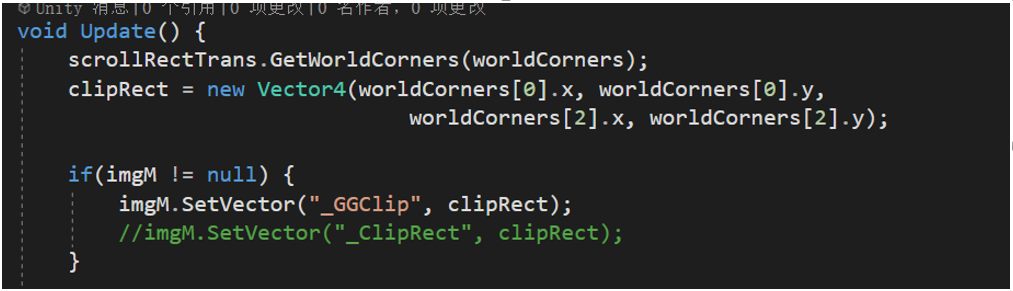 Unity 消息|0 个引用|0 项更改|0 名作者, 0 项更改
void Update() {
scrollRectTrans.GetWorldCorners(worldCorners);
clipRect = new Vector4(worldCorners[0].x, worldCorners[0].y,
worldCorners[2].x, worldCorners[2].y);
if(imgM != null) {
imgM.SetVector("_GGClip", clipRect);
//imgM.SetVector("_ClipRect", clipRect);
}